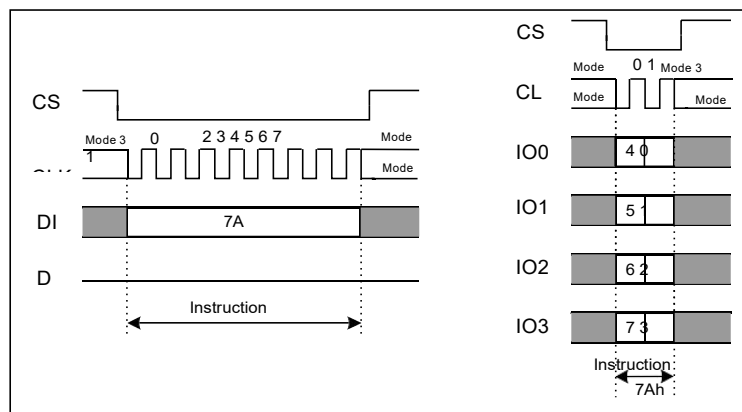 CS
Mode 3 0 2 3 4 5 6 7 Mode
1
Mode
DI 7A
D
Instruction
CS
Mode 0 1 Mode 3
CL
Mode Mode
IO0 4 0
IO1 5 1
IO2 6 2
IO3 7 3
Instruction
7Ah